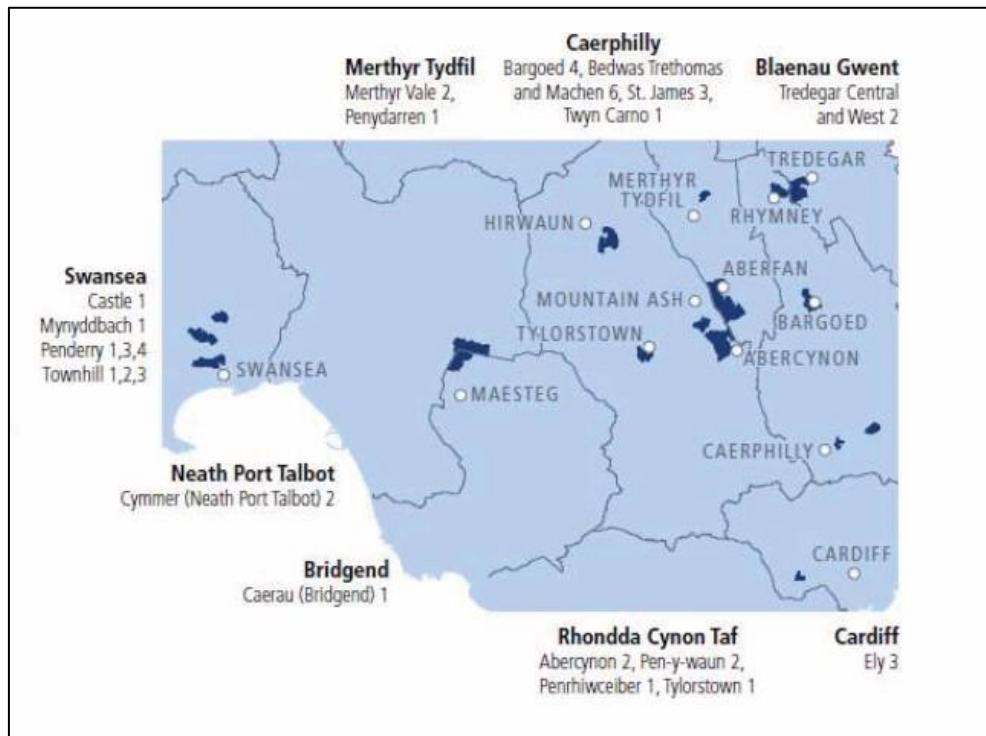 Caerphilly
Bargoed 4, Bedwas Trethomas
and Machen 6, St. James 3,
Twyn Carno 1
Merthyr Tydfil
Merthyr Vale 2,
Penydarren 1
Blaenau Gwent
Tredegar Central
and West 2
TREDEGAR
MERTHYR
TYDFIL
RHYMNEY
HIRWAUN
ABERFAN
MOUNTAIN ASH
BARGOED
TYLORSTOWN
ABERCYNON
Swansea
Castle 1
Mynyddbach 1
Penderry 1,3,4
Townhill 1,2,3
SWANSEA
MAESTEG
CAERPHILLY
Neath Port Talbot
Cymmer (Neath Port Talbot) 2
CARDIFF
Bridgend
Caerau (Bridgend) 1
Rhondda Cynon Taf
Abercynon 2, Pen-y-waun 2,
Penrhiwceiber 1, Tylorstown 1
Cardiff
Ely 3